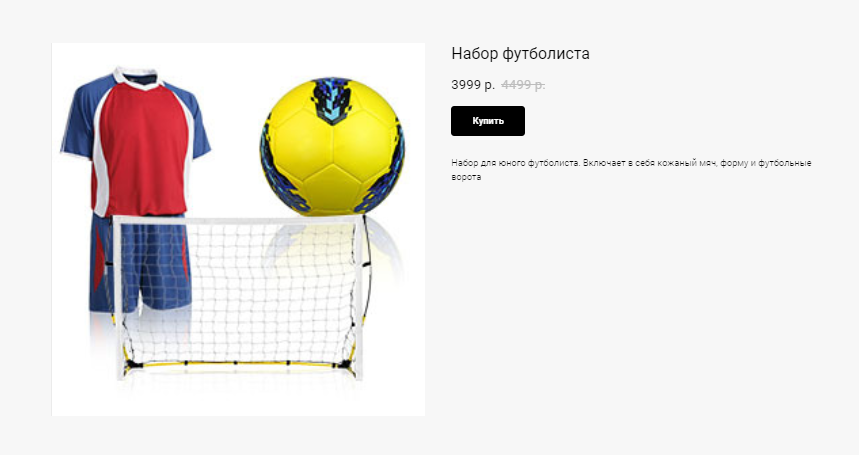 Набор футболиста
3999 р. 4499 р.
Купить
Набор для юного футболиста. Включает в себя кожаный мяч, форму и футбольные
ворота